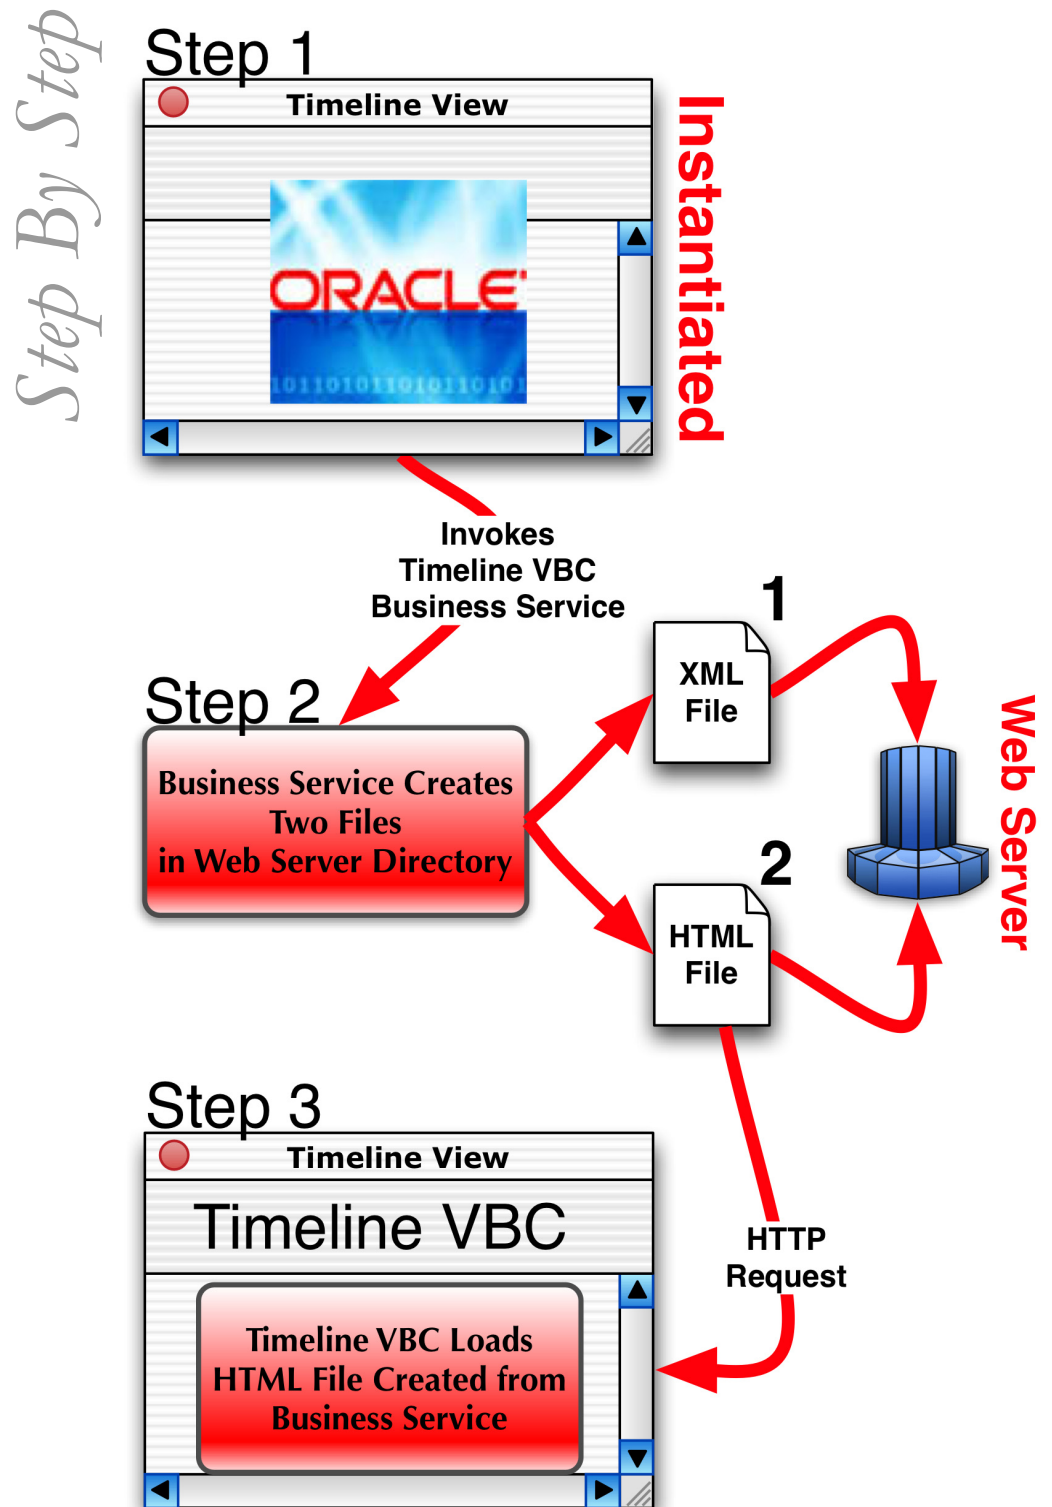 Step By Step
Step 1
Timeline View
ORACLE
101101011010110101
Instantiated
Invokes
Timeline VBC
Business Service
Step 2
Business Service Creates
Two Files
in Web Server Directory
1
XML
File
2
HTML
File
Web Server
HTTP
Request
Step 3
Timeline View
Timeline VBC
Timeline VBC Loads
HTML File Created from
Business Service